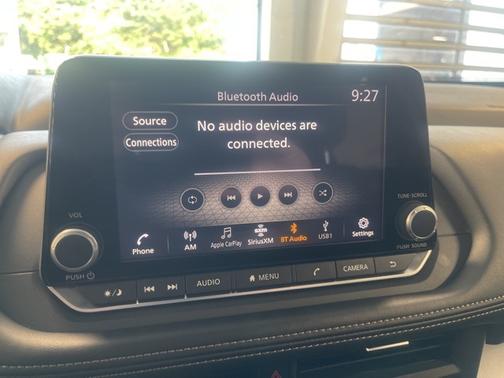 Bluetooth Audio
9:27
Source
No audio devices are
connected.
Connections
VOL
TUNE·SCROLL
Phone
AM
Apple CarPlay
SXM
SiriusXM
BT Audio
USB1
Settings
PUSH
PUSH SOUND
AUDIO
MENU
CAMERA